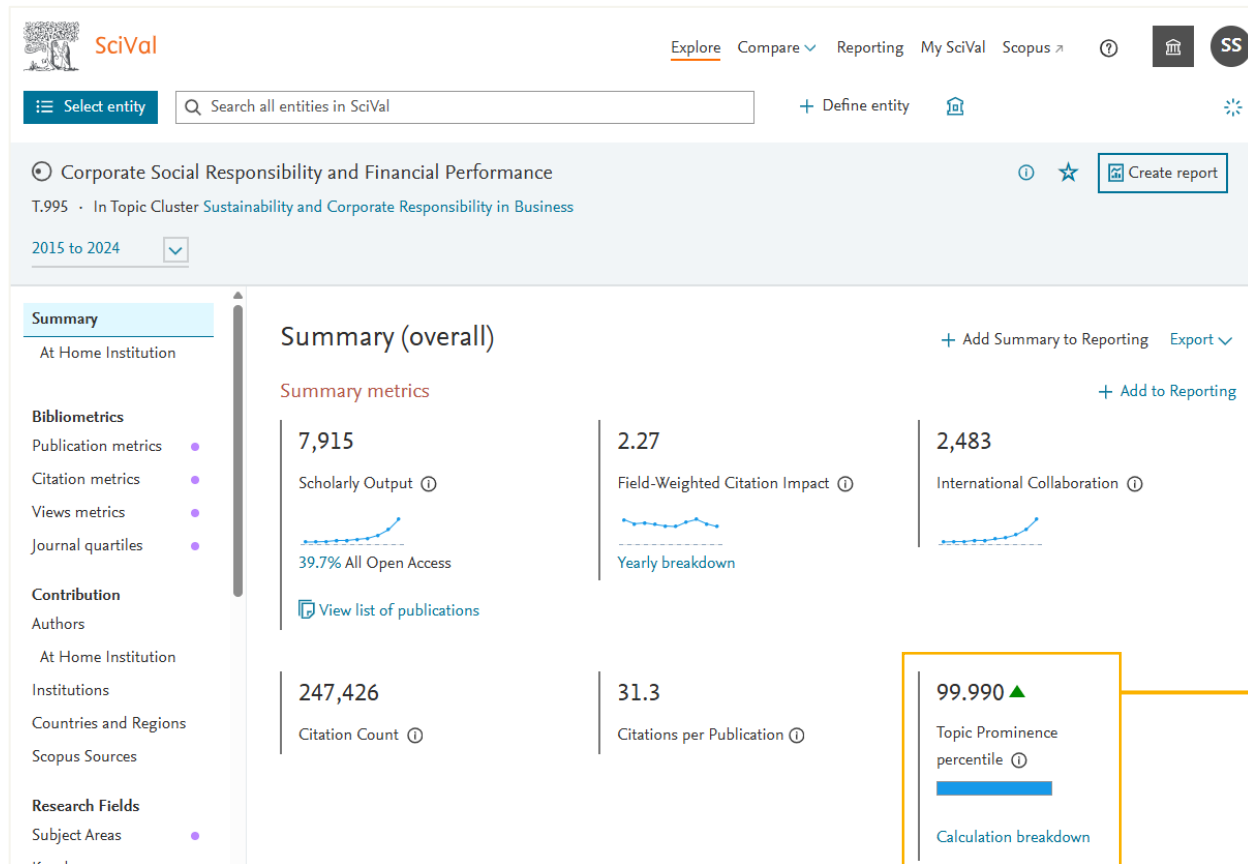 SciVal
Explore Compare Reporting My SciVal Scopus
SS
Select entity
Search all entities in SciVal
+ Define entity
Corporate Social Responsibility and Financial Performance
Create report
T.995 · In Topic Cluster Sustainability and Corporate Responsibility in Business
2015 to 2024
Summary
At Home Institution
Bibliometrics
Publication metrics
Citation metrics
Views metrics
Journal quartiles
Contribution
Authors
At Home Institution
Institutions
Countries and Regions
Scopus Sources
Research Fields
Subject Areas
Summary (overall)
+ Add Summary to Reporting Export
Summary metrics
+ Add to Reporting
7,915
Scholarly Output
39.7% All Open Access
View list of publications
2.27
Field-Weighted Citation Impact
Yearly breakdown
2,483
International Collaboration
247,426
Citation Count
31.3
Citations per Publication
99.990
Topic Prominence
percentile
Calculation breakdown